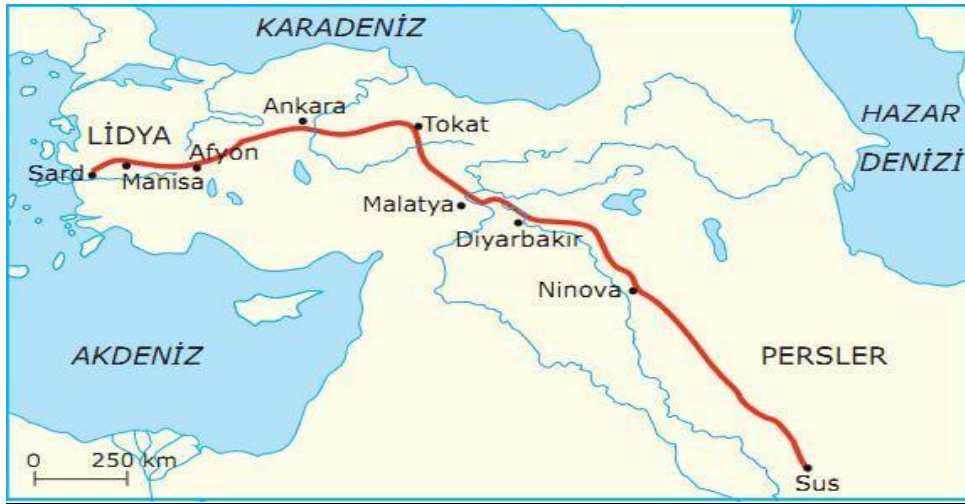 KARADENİZ
HAZAR
DENİZİ
Ankara
Tokat
LİDYA
Afyon
Sard
Manisa
Malatya
Diyarbakır
Ninova
AKDENİZ
PERSLER
0 250 km
Sus